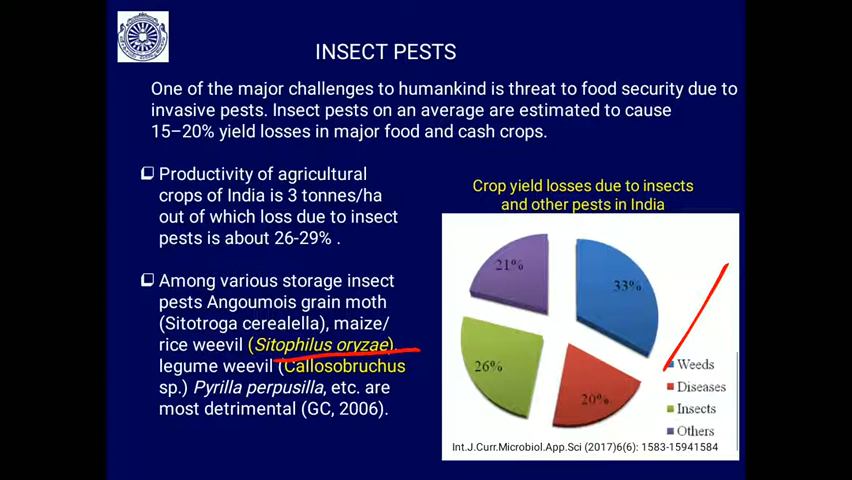 INSECT PESTS
One of the major challenges to humankind is threat to food security due to
invasive pests. Insect pests on an average are estimated to cause
15–20% yield losses in major food and cash crops.
Productivity of agricultural
crops of India is 3 tonnes/ha
out of which loss due to insect
pests is about 26-29% .
Among various storage insect
pests Angoumois grain moth
(Sitotroga cerealella), maize/
rice weevil (Sitophilus oryzae),
legume weevil (Callosobruchus
sp.) Pyrilla perpusilla, etc. are
most detrimental (GC, 2006).
Crop yield losses due to insects
and other pests in India
21%
33%
26%
20%
Weeds
Diseases
Insects
Others
Int.J.Curr.Microbiol.App.Sci (2017)6(6): 1583-15941584